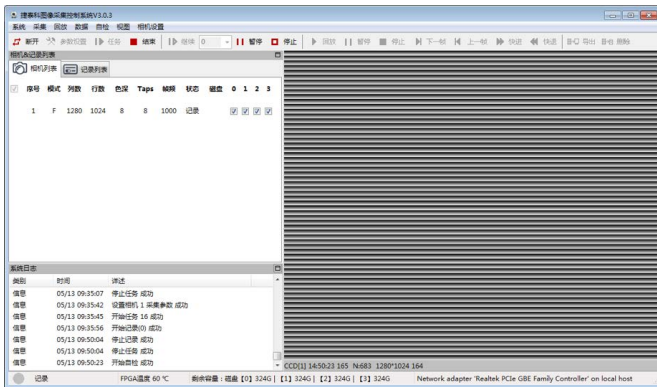 捷泰科图像采集控制系统V3.0.3
系统 采集 回放 数据 自检 视图 相机设置
断开 参数设置 任务 结束 继续 0 暂停 停止 回放 暂停 停止 下一帧 上一帧 快进 快退 导出 删除
相机&记录列表
相机列表 记录列表
序号 模式 列数 行数 色深 Taps 帧频 状态 磁盘 0 1 2 3
1 F 1280 1024 8 8 1000 记录
系统日志
类别 时间 详述
信息 05/13 09:35:07 停止任务 成功
信息 05/13 09:35:42 设置相机 1 采集参数 成功
信息 05/13 09:35:45 开始任务 16 成功
信息 05/13 09:35:56 开始记录(0) 成功
信息 05/13 09:50:04 停止记录 成功
信息 05/13 09:50:04 停止任务 成功
信息 05/13 09:50:23 开始自检 成功
CCD[1] 14:50:23 165 N:683 1280*1024 164
记录 FPGA温度 60 ℃ 剩余容量：磁盘【0】324G | 【1】324G | 【2】324G | 【3】324G Network adapter 'Realtek PCIe GBE Family Controller' on local host